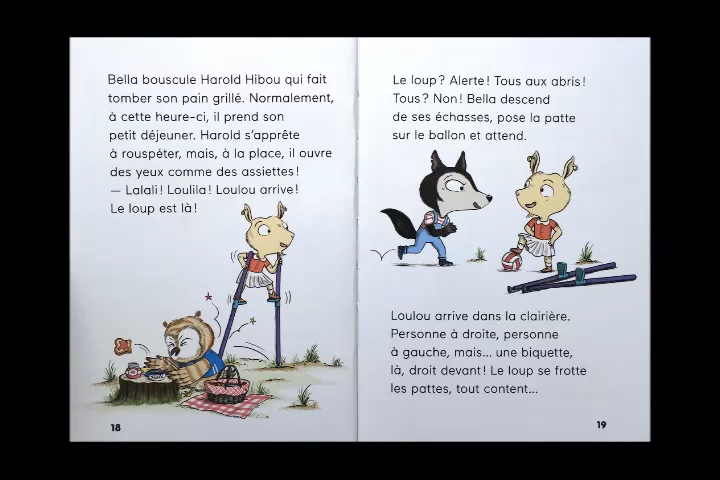 Bella bouscule Harold Hibou qui fait
tomber son pain grillé. Normalement,
à cette heure-ci, il prend son
petit déjeuner. Harold s'apprête
à rouspéter, mais, à la place, il ouvre
des yeux comme des assiettes !
— Lalali ! Loulila ! Loulou arrive !
Le loup est là !
18
Le loup ? Alerte ! Tous aux abris !
Tous ? Non ! Bella descend
de ses échasses, pose la patte
sur le ballon et attend.
Loulou arrive dans la clairière.
Personne à droite, personne
à gauche, mais... une biquette,
là, droit devant ! Le loup se frotte
les pattes, tout content...
19